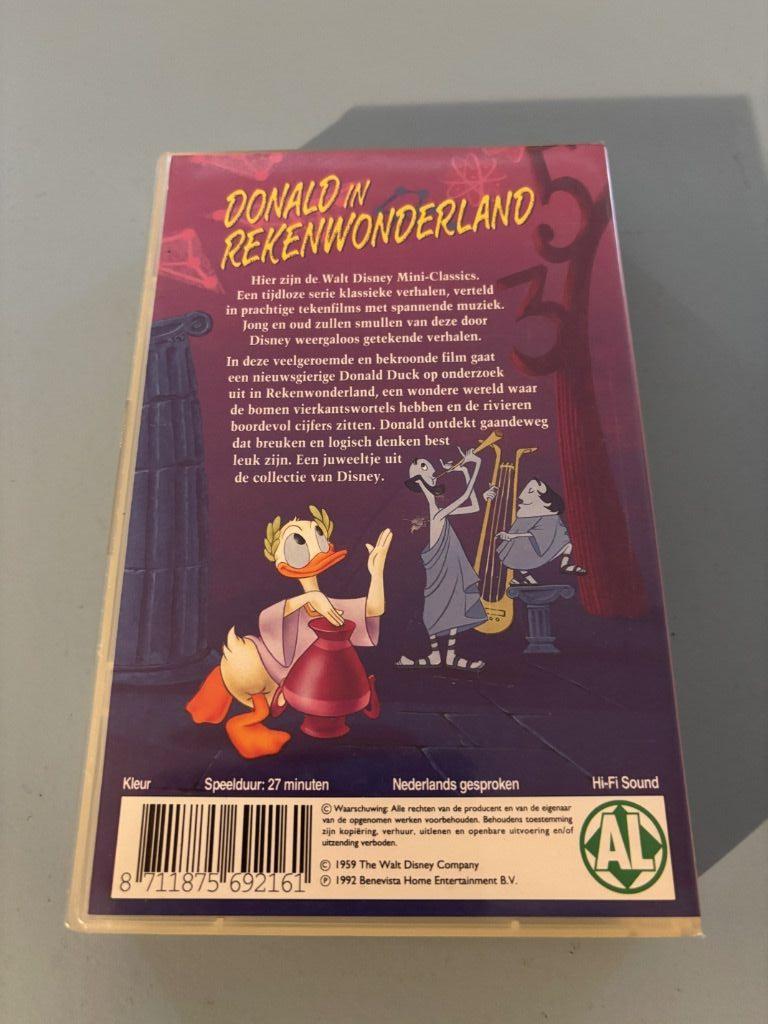 DONALD IN
REKENWONDERLAND
Hier zijn de Walt Disney Mini-Classics.
Een tijdloze serie klassieke verhalen, verteld
in prachtige tekenfilms met spannende muziek.
Jong en oud zullen smullen van deze door
Disney weergaloos getekende verhalen.
In deze veelgeroemde en bekroonde film gaat
een nieuwsgierige Donald Duck op onderzoek
uit in Rekenwonderland, een wondere wereld waar
de bomen vierkantswortels hebben en de rivieren
boordevol cijfers zitten. Donald ontdekt gaandeweg
dat breuken en logisch denken best
leuk zijn. Een juweeltje uit
de collectie van Disney.
5
3
Kleur Speelduur: 27 minuten Nederlands gesproken Hi-Fi Sound
© Waarschuwing: Alle rechten van de producent en van de eigenaar
van de opgenomen werken voorbehouden. Behoudens toestemming
zijn kopiëring, verhuur, uitlenen en openbare uitvoering en/of
uitzending verboden.
© 1959 The Walt Disney Company
℗ 1992 Benevista Home Entertainment B.V.
8 711875 692161
AL